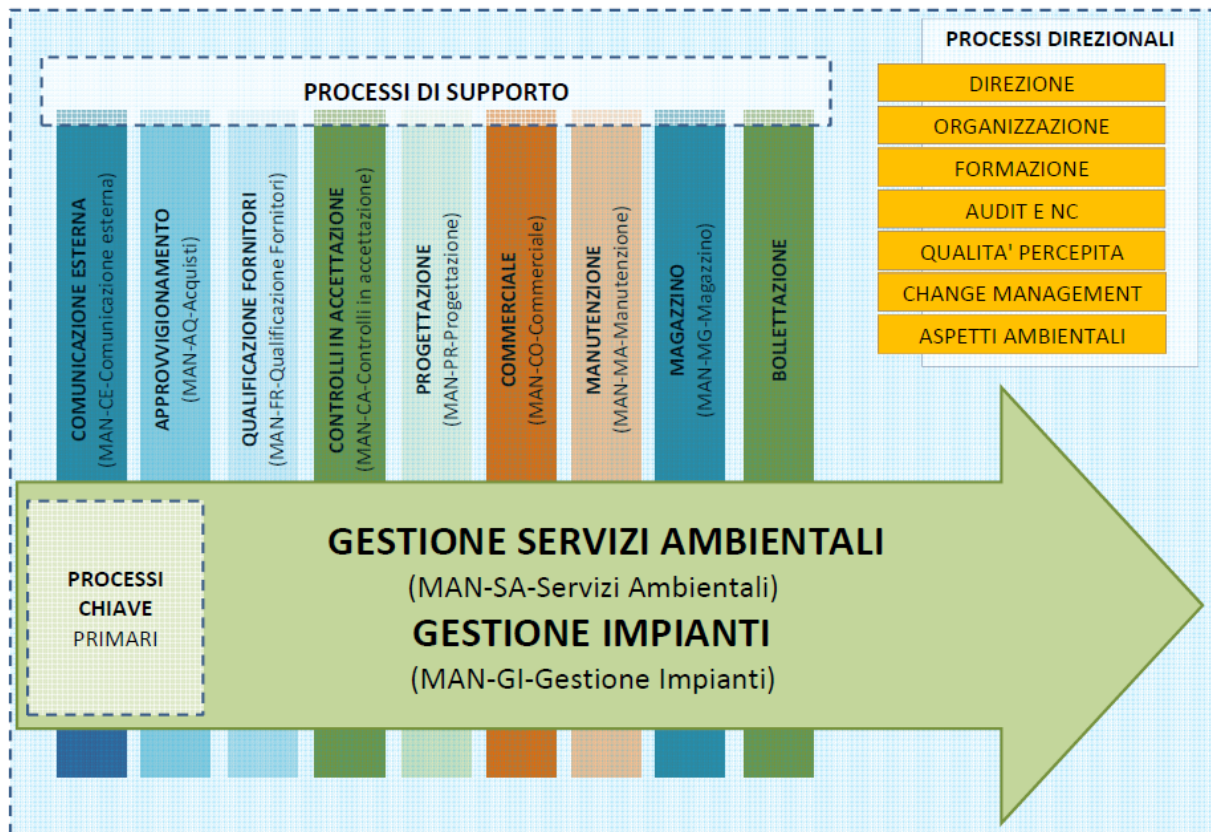 PROCESSI DIREZIONALI
DIREZIONE
ORGANIZZAZIONE
FORMAZIONE
AUDIT E NC
QUALITA' PERCEPITA
CHANGE MANAGEMENT
ASPETTI AMBIENTALI
PROCESSI DI SUPPORTO
COMUNICAZIONE ESTERNA
(MAN-CE-Comunicazione esterna)
APPROVVIGIONAMENTO
(MAN-AQ-Acquisti)
QUALIFICAZIONE FORNITORI
(MAN-FR-Qualificazione Fornitori)
CONTROLLI IN ACCETTAZIONE
(MAN-CA-Controlli in accettazione)
PROGETTAZIONE
(MAN-PR-Progettazione)
COMMERCIALE
(MAN-CO-Commerciale)
MANUTENZIONE
(MAN-MA-Manutenzione)
MAGAZZINO
(MAN-MG-Magazzino)
BOLLETTAZIONE
PROCESSI
CHIAVE
PRIMARI
GESTIONE SERVIZI AMBIENTALI
(MAN-SA-Servizi Ambientali)
GESTIONE IMPIANTI
(MAN-GI-Gestione Impianti)